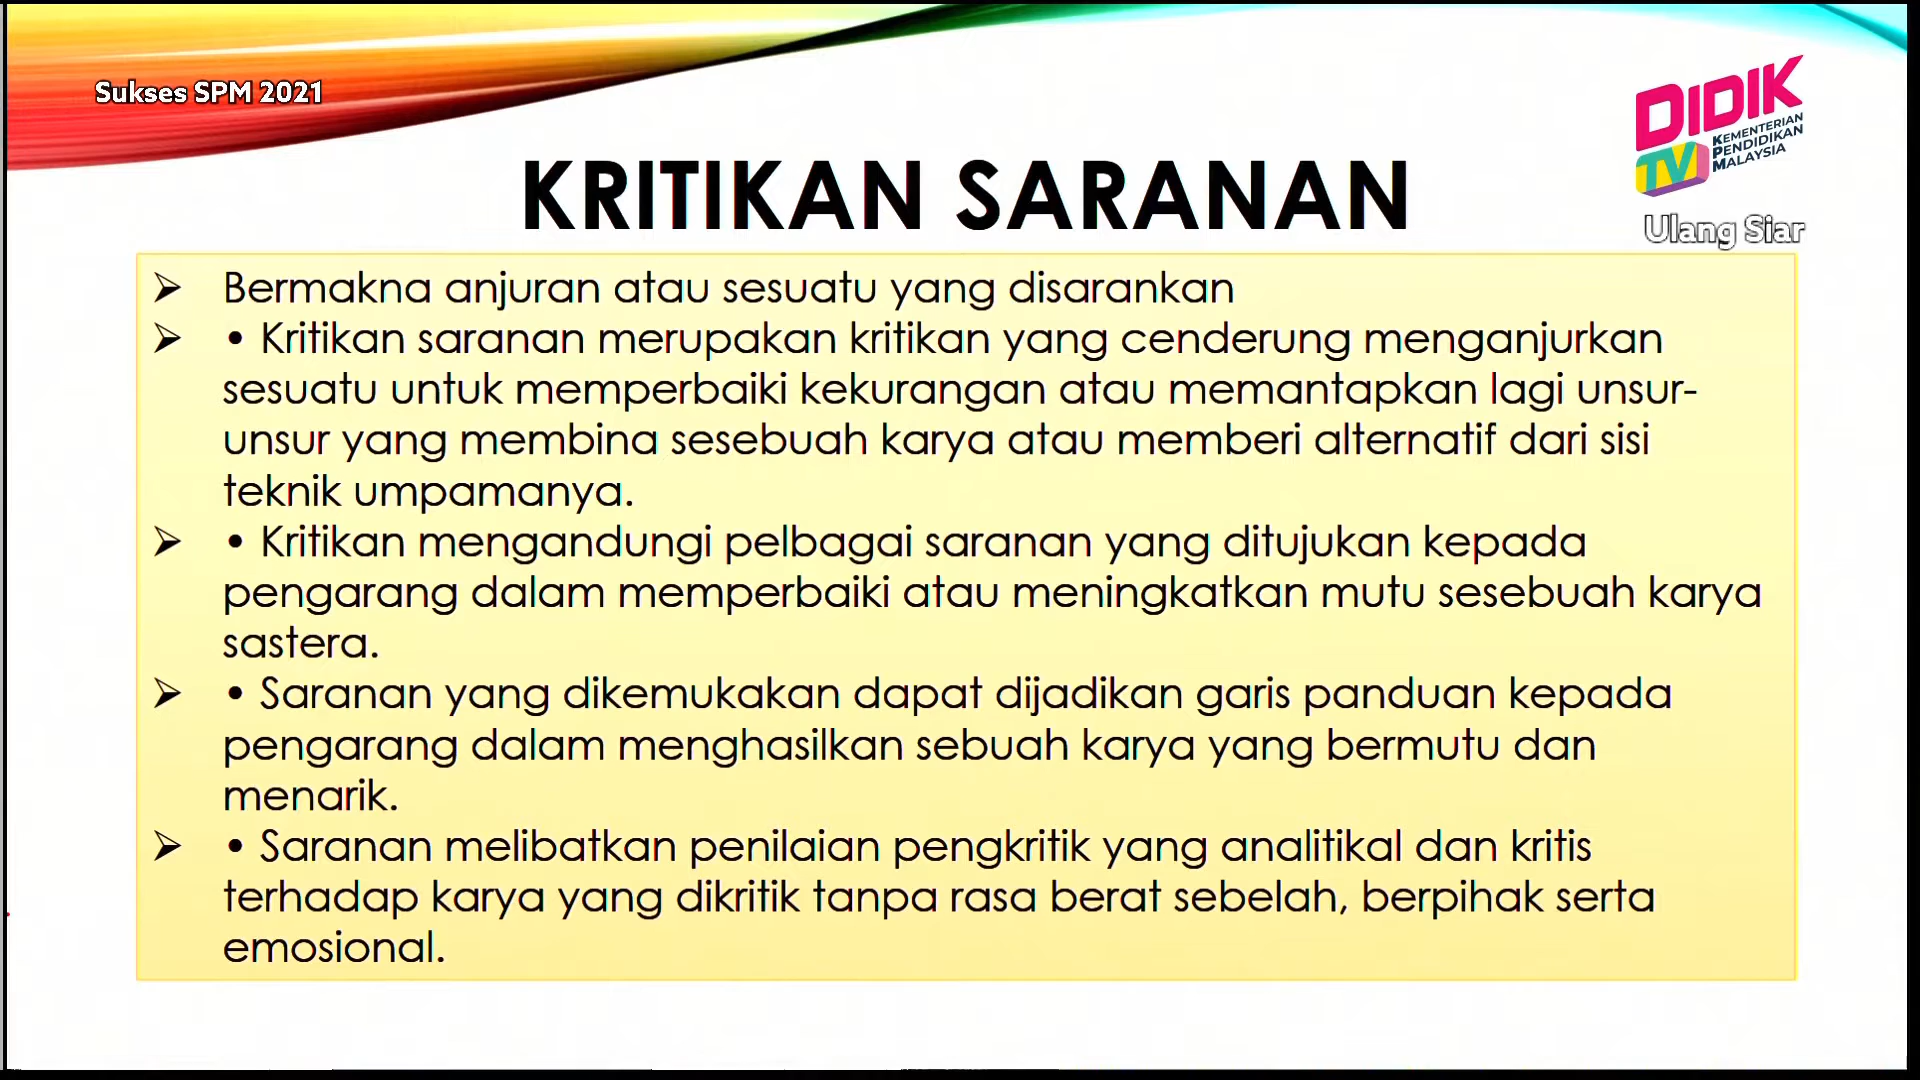 Sukses SPM 2021
DIDIK
TV
KEMENTERIAN
PENDIDIKAN
MALAYSIA
Ulang Siar
KRITIKAN SARANAN
➢ Bermakna anjuran atau sesuatu yang disarankan
➢ • Kritikan saranan merupakan kritikan yang cenderung menganjurkan
sesuatu untuk memperbaiki kekurangan atau memantapkan lagi unsur-
unsur yang membina sesebuah karya atau memberi alternatif dari sisi
teknik umpamanya.
➢ • Kritikan mengandungi pelbagai saranan yang ditujukan kepada
pengarang dalam memperbaiki atau meningkatkan mutu sesebuah karya
sastera.
➢ • Saranan yang dikemukakan dapat dijadikan garis panduan kepada
pengarang dalam menghasilkan sebuah karya yang bermutu dan
menarik.
➢ • Saranan melibatkan penilaian pengkritik yang analitikal dan kritis
terhadap karya yang dikritik tanpa rasa berat sebelah, berpihak serta
emosional.